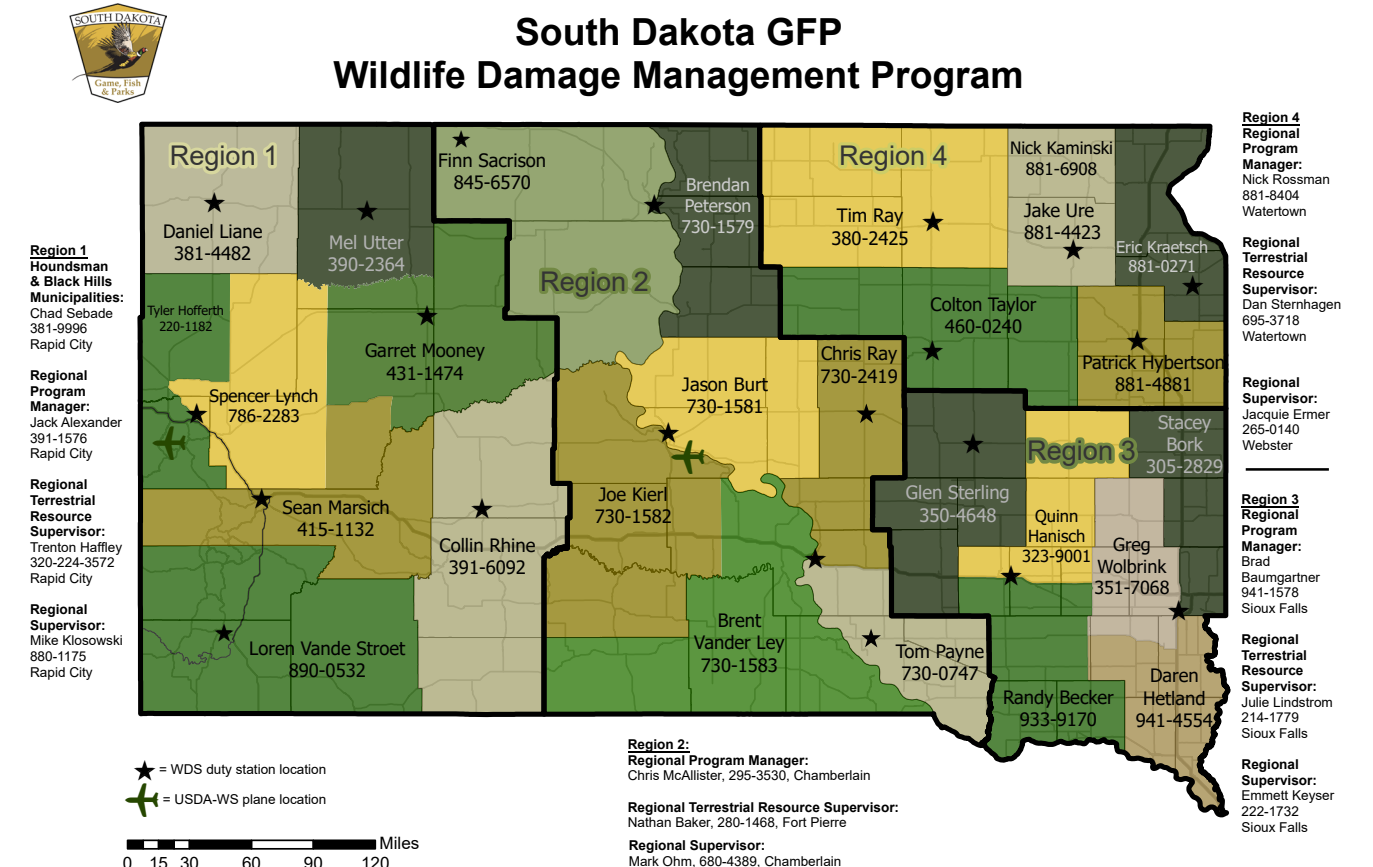 SOUTH DAKOTA
Game, Fish
& Parks
South Dakota GFP
Wildlife Damage Management Program
Region 1
Houndsman
& Black Hills
Municipalities:
Chad Sebade
381-9996
Rapid City
Regional
Program
Manager:
Jack Alexander
391-1576
Rapid City
Regional
Terrestrial
Resource
Supervisor:
Trenton Haffley
320-224-3572
Rapid City
Regional
Supervisor:
Mike Klosowski
880-1175
Rapid City
Region 1
Daniel Liane
381-4482
Mel Utter
390-2364
Tyler Hofferth
220-1182
Garret Mooney
431-1474
Spencer Lynch
786-2283
Sean Marsich
415-1132
Collin Rhine
391-6092
Loren Vande Stroet
890-0532
Finn Sacrison
845-6570
Region 2
Brendan
Peterson
730-1579
Jason Burt
730-1581
Chris Ray
730-2419
Joe Kierl
730-1582
Brent
Vander Ley
730-1583
Tom Payne
730-0747
Region 4
Tim Ray
380-2425
Nick Kaminski
881-6908
Jake Ure
881-4423
Eric Kraetsch
881-0271
Colton Taylor
460-0240
Patrick Hybertson
881-4881
Region 3
Stacey
Bork
305-2829
Glen Sterling
350-4648
Quinn
Hanisch
323-9001
Greg
Wolbrink
351-7068
Randy Becker
933-9170
Daren
Hetland
941-4554
Region 4
Regional
Program
Manager:
Nick Rossman
881-8404
Watertown
Regional
Terrestrial
Resource
Supervisor:
Dan Sternhagen
695-3718
Watertown
Regional
Supervisor:
Jacquie Ermer
265-0140
Webster
Region 3
Regional
Program
Manager:
Brad
Baumgartner
941-1578
Sioux Falls
Regional
Terrestrial
Resource
Supervisor:
Julie Lindstrom
214-1779
Sioux Falls
Regional
Supervisor:
Emmett Keyser
222-1732
Sioux Falls
= WDS duty station location
= USDA-WS plane location
Miles
0 15 30 60 90 120
Region 2:
Regional Program Manager:
Chris McAllister, 295-3530, Chamberlain
Regional Terrestrial Resource Supervisor:
Nathan Baker, 280-1468, Fort Pierre
Regional Supervisor:
Mark Ohm, 680-4389, Chamberlain